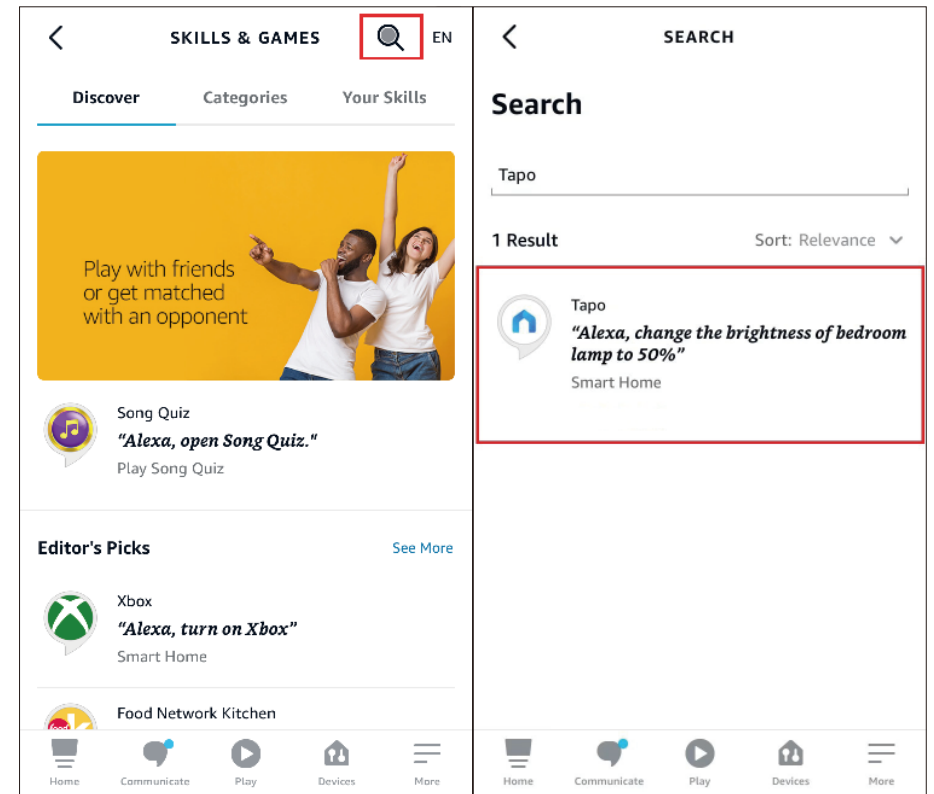 SKILLS & GAMES
EN
Discover
Categories
Your Skills
Play with friends
or get matched
with an opponent
Song Quiz
“Alexa, open Song Quiz."
Play Song Quiz
Editor's Picks
See More
Xbox
“Alexa, turn on Xbox”
Smart Home
food
Food Network Kitchen
Home
Communicate
Play
Devices
More
SEARCH
Search
Tapo
1 Result
Sort: Relevance
Tapo
“Alexa, change the brightness of bedroom
lamp to 50%”
Smart Home
Home
Communicate
Play
Devices
More